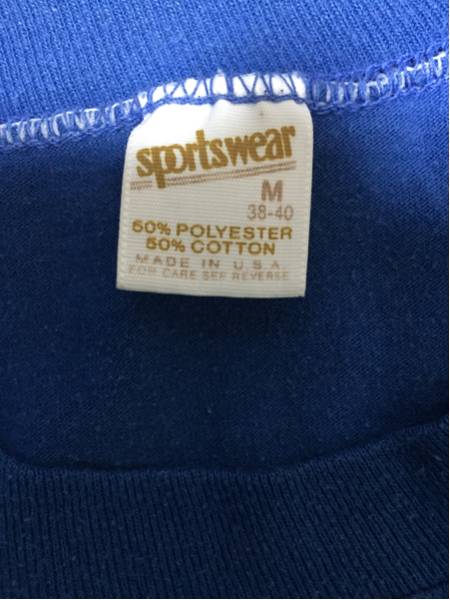 sportswear
M
38-40
50% POLYESTER
50% COTTON
MADE IN U.S.A.
FOR CARE SEE REVERSE